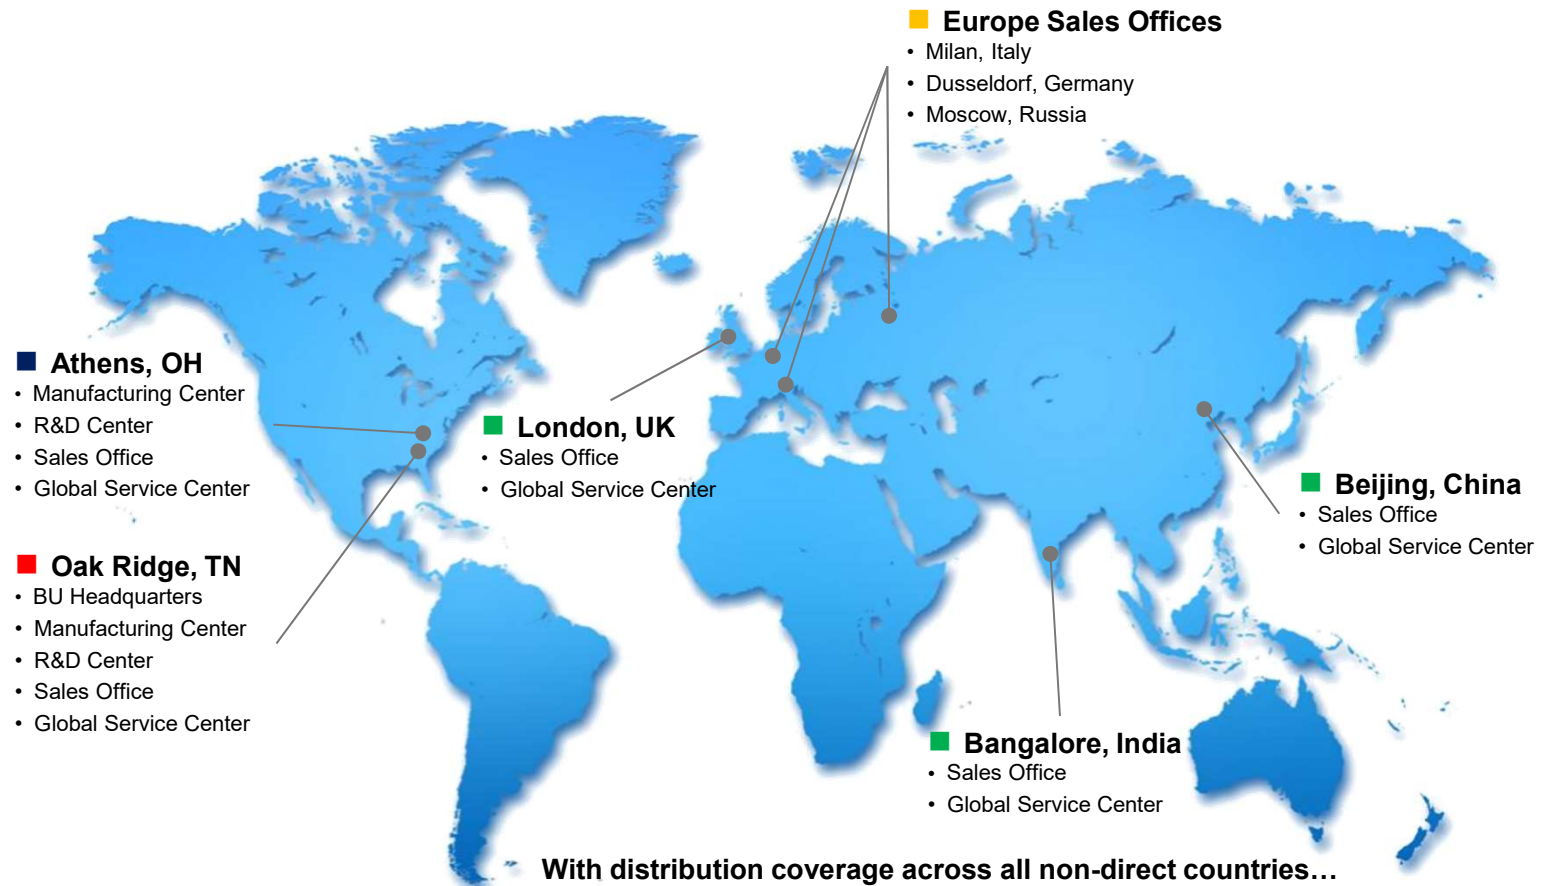 Europe Sales Offices
• Milan, Italy
• Dusseldorf, Germany
• Moscow, Russia
Athens, OH
• Manufacturing Center
• R&D Center
• Sales Office
• Global Service Center
London, UK
• Sales Office
• Global Service Center
Beijing, China
• Sales Office
• Global Service Center
Oak Ridge, TN
• BU Headquarters
• Manufacturing Center
• R&D Center
• Sales Office
• Global Service Center
Bangalore, India
• Sales Office
• Global Service Center
With distribution coverage across all non-direct countries…